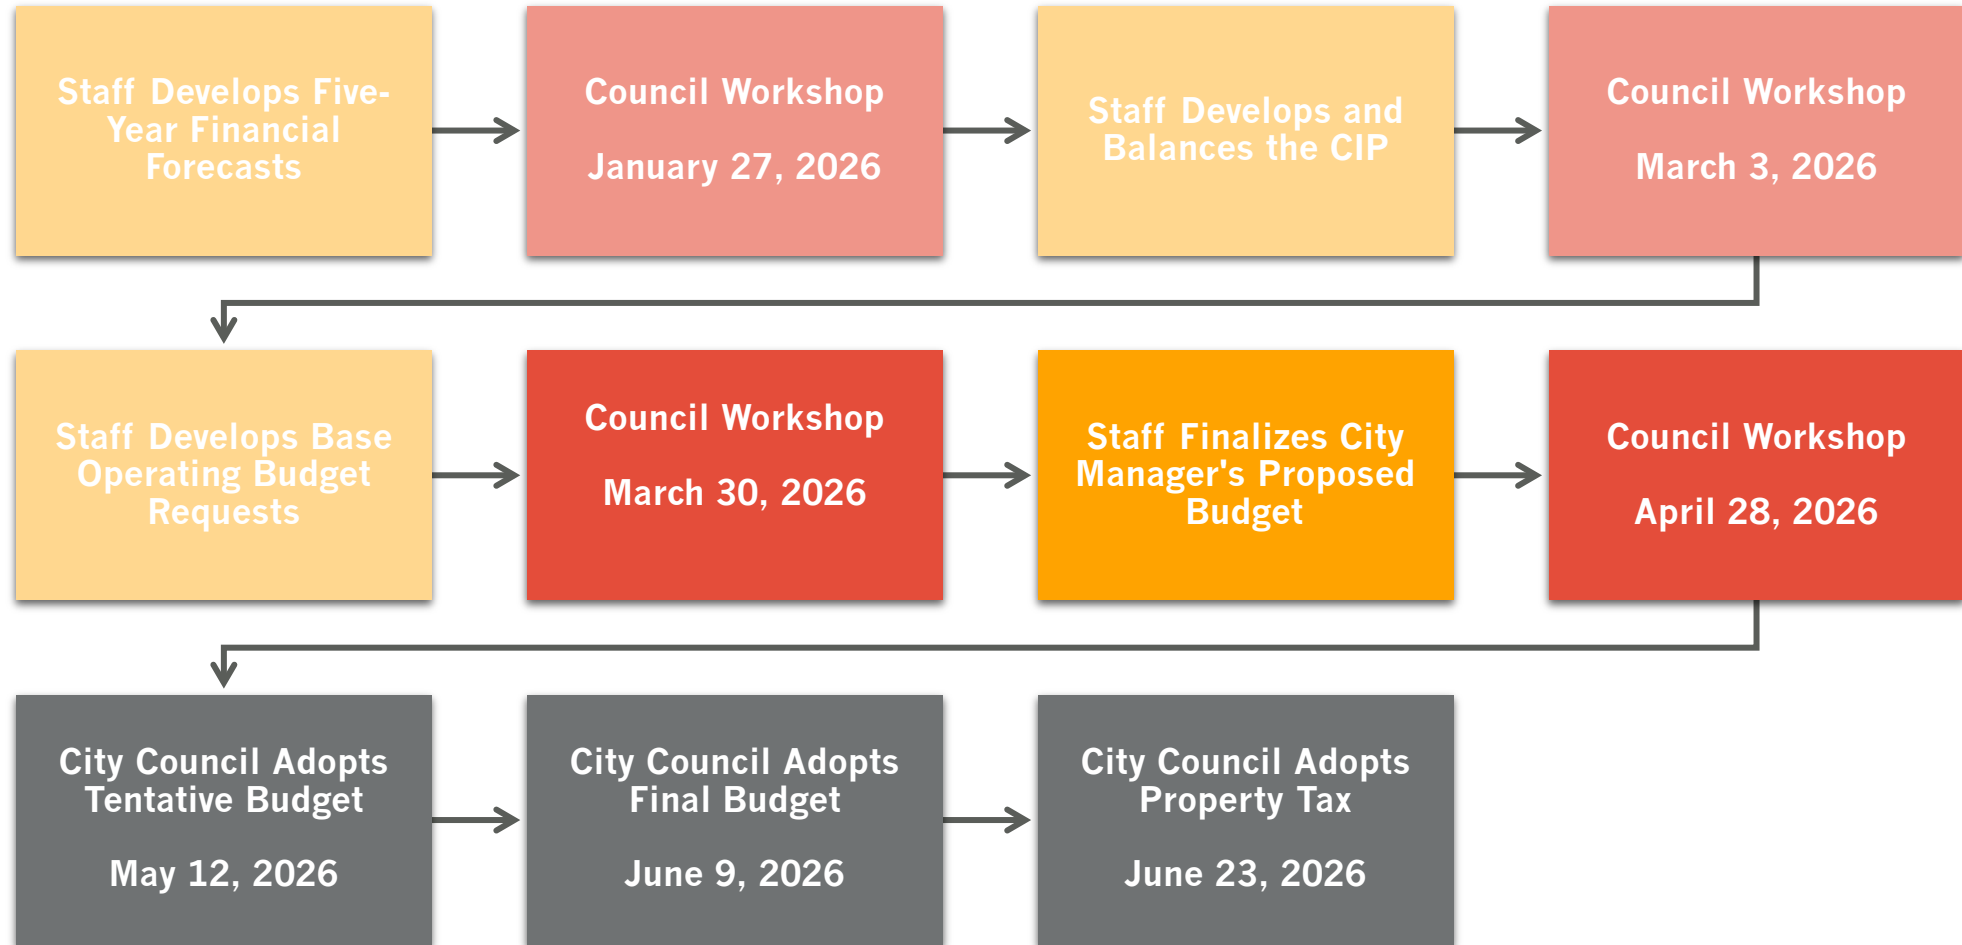 Staff Develops Five-
Year Financial
Forecasts
Council Workshop
January 27, 2026
Staff Develops and
Balances the CIP
Council Workshop
March 3, 2026
Staff Develops Base
Operating Budget
Requests
Council Workshop
March 30, 2026
Staff Finalizes City
Manager's Proposed
Budget
Council Workshop
April 28, 2026
City Council Adopts
Tentative Budget
May 12, 2026
City Council Adopts
Final Budget
June 9, 2026
City Council Adopts
Property Tax
June 23, 2026